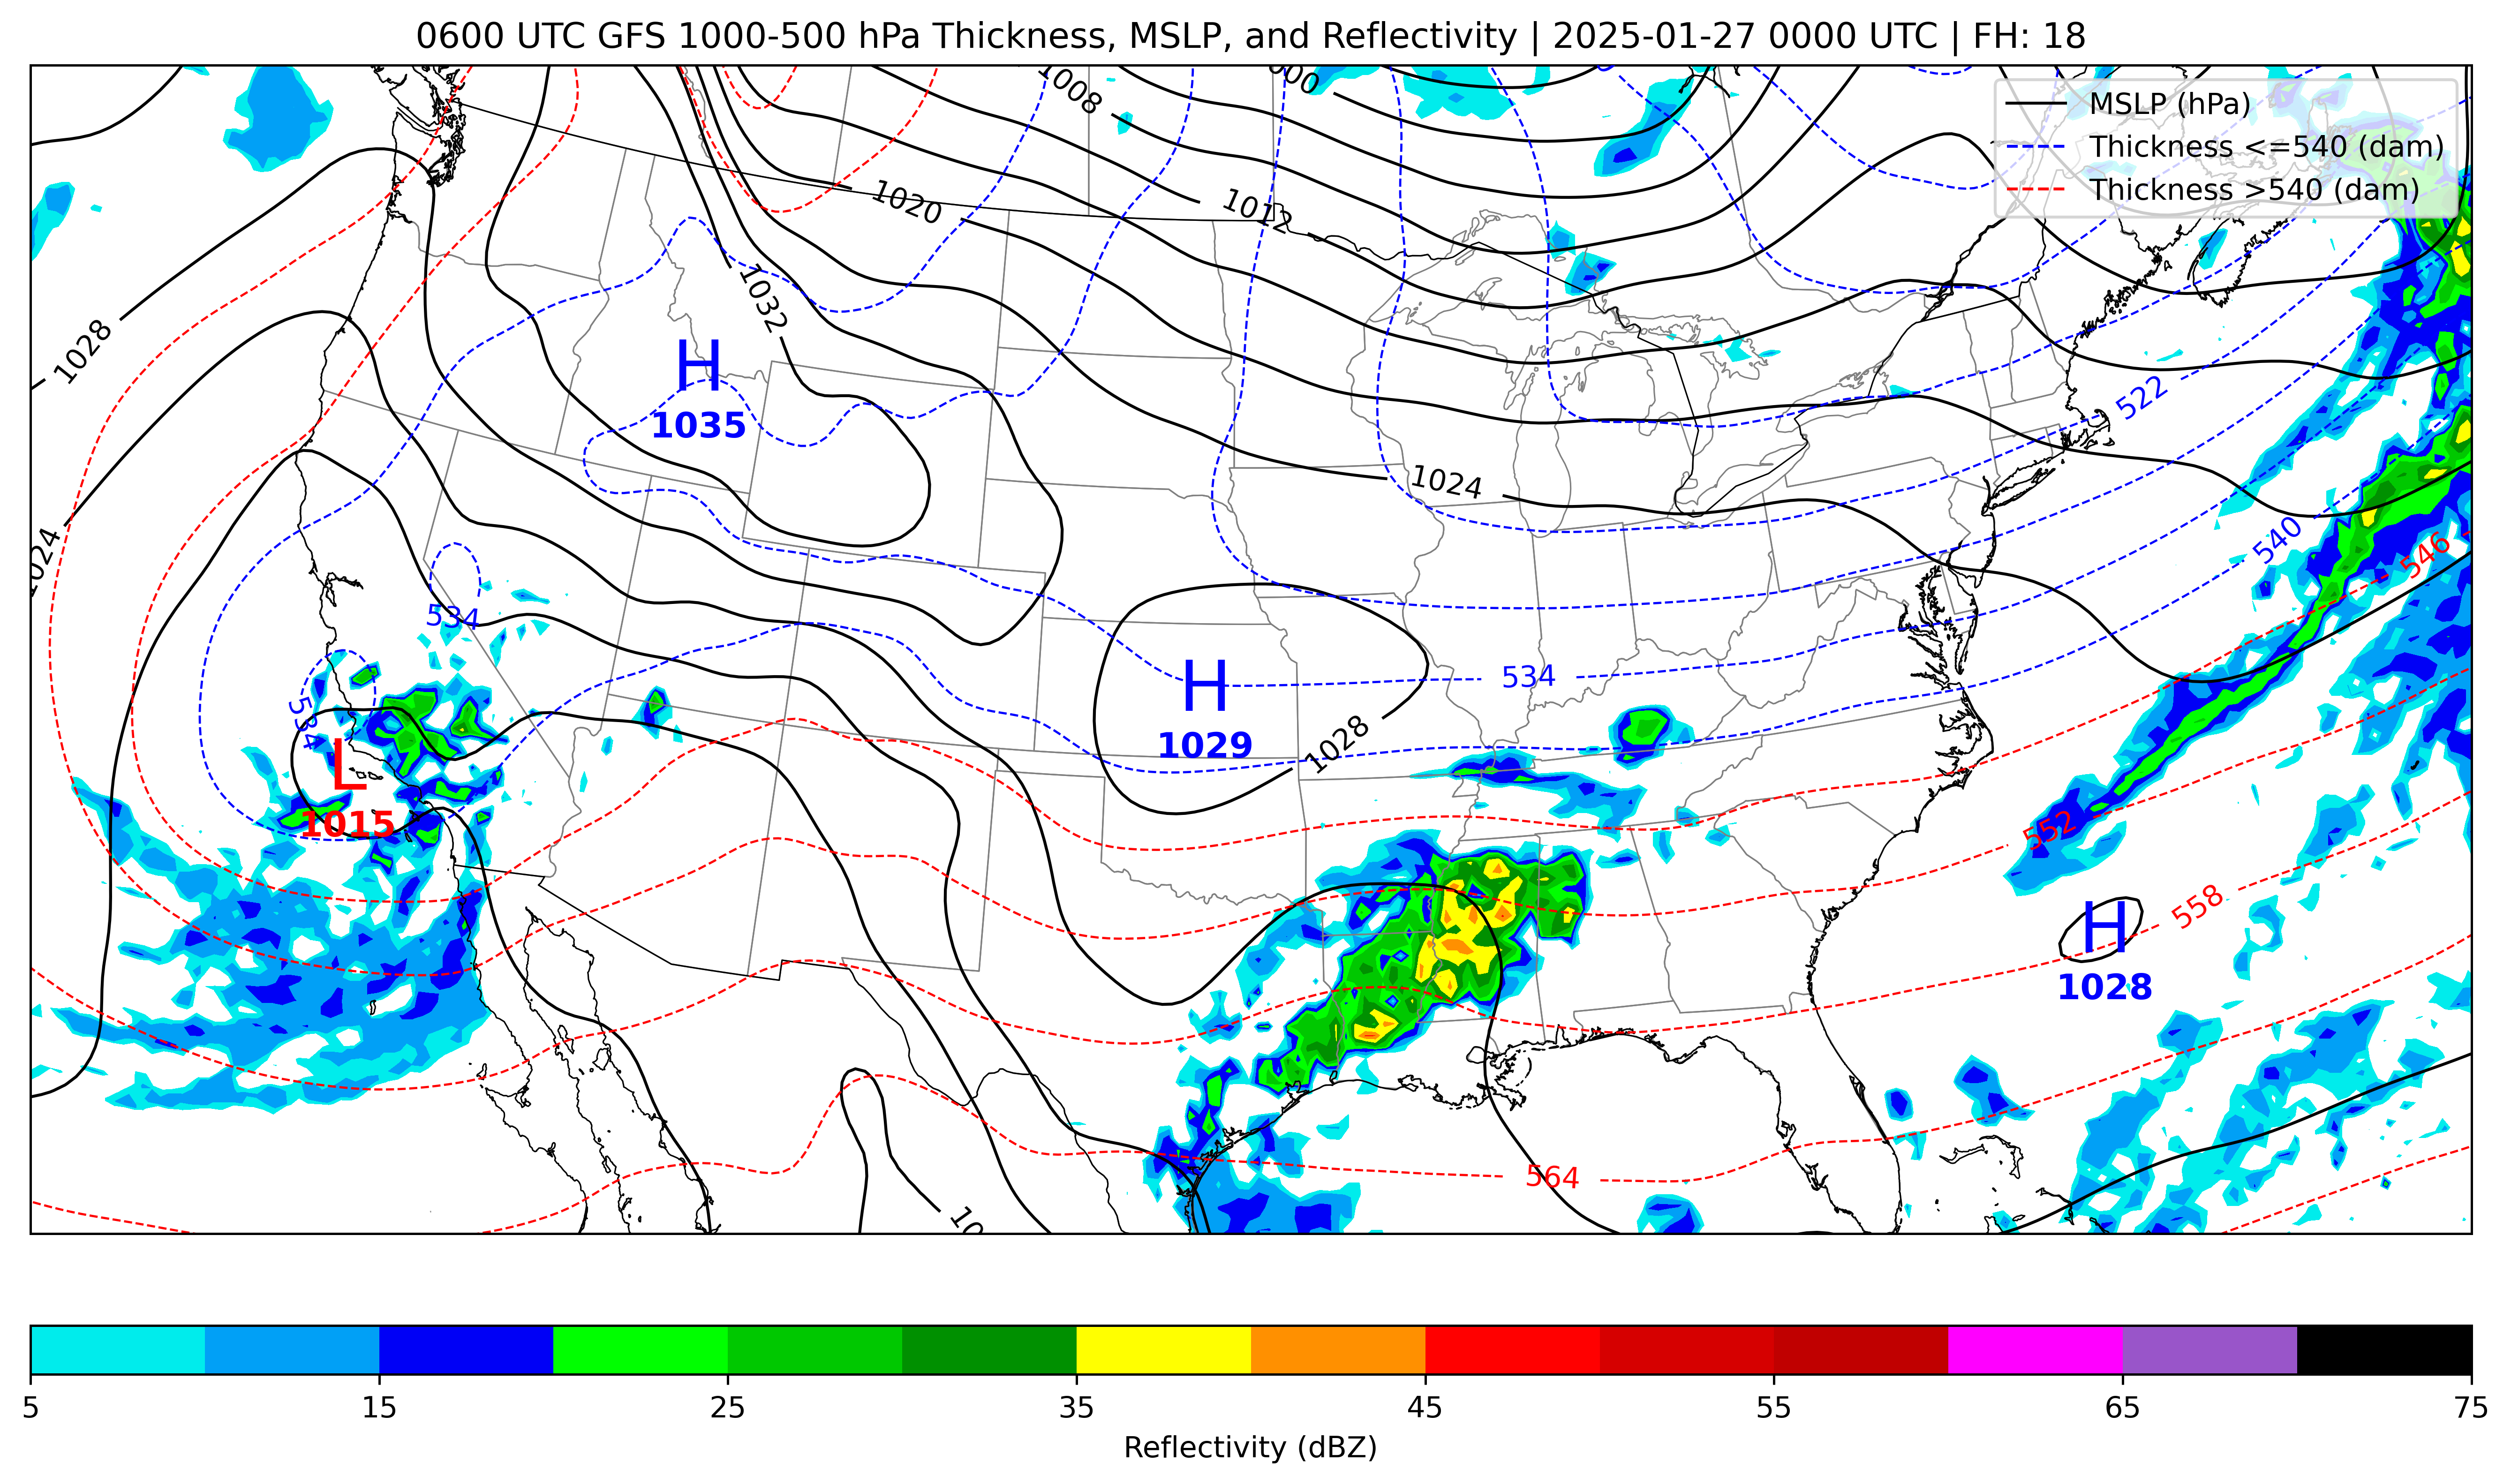 0600 UTC GFS 1000-500 hPa Thickness, MSLP, and Reflectivity | 2025-01-27 0000 UTC | FH: 18
MSLP (hPa)
Thickness <=540 (dam)
Thickness >540 (dam)
1008
1020
1012
1032
1028
H
1035
522
1024
1024
540
546
534
534
534
H
1029
1028
L
1015
552
558
H
1028
564
5 15 25 35 45 55 65 75
Reflectivity (dBZ)